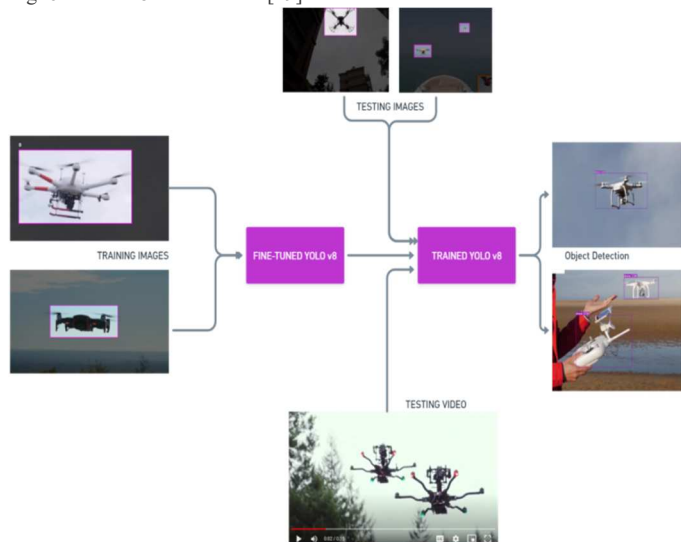 TESTING IMAGES
TRAINING IMAGES
FINE-TUNED YOLO v8
TRAINED YOLO v8
Object Detection
TESTING VIDEO